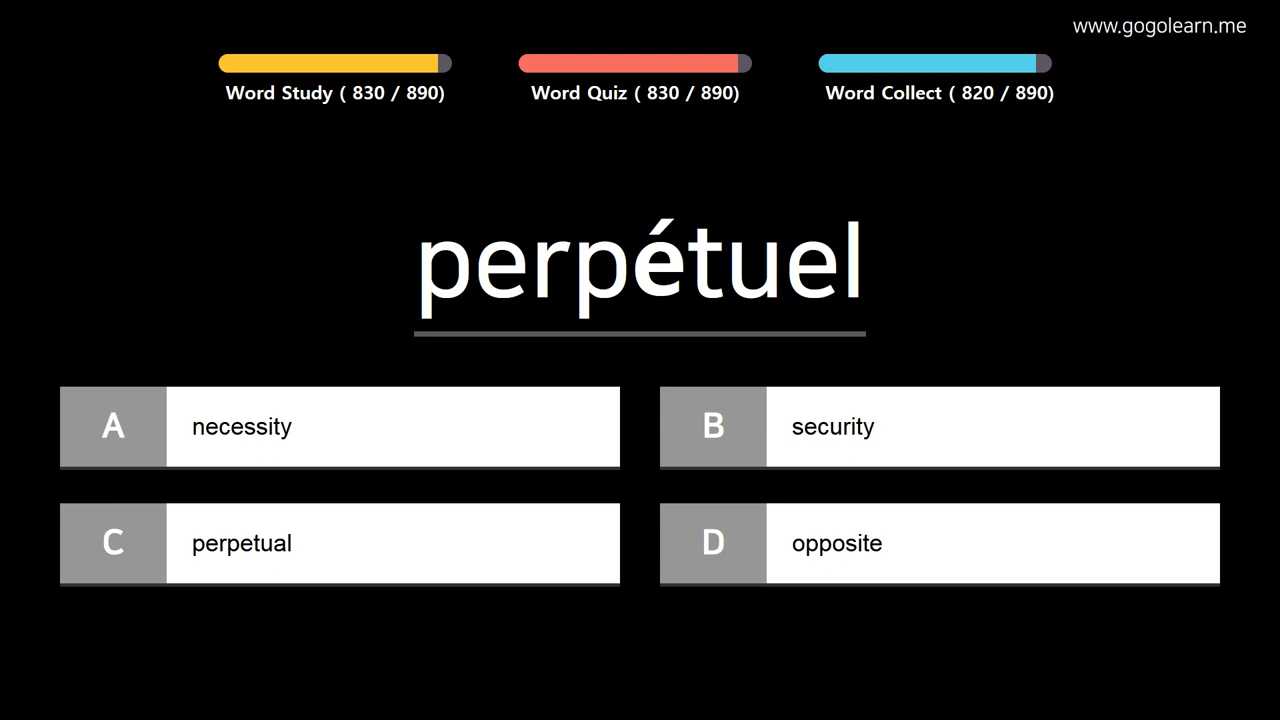 www.gogolearn.me
Word Study ( 830 / 890)
Word Quiz ( 830 / 890)
Word Collect ( 820 / 890)
perpétuel
A necessity
B security
C perpetual
D opposite